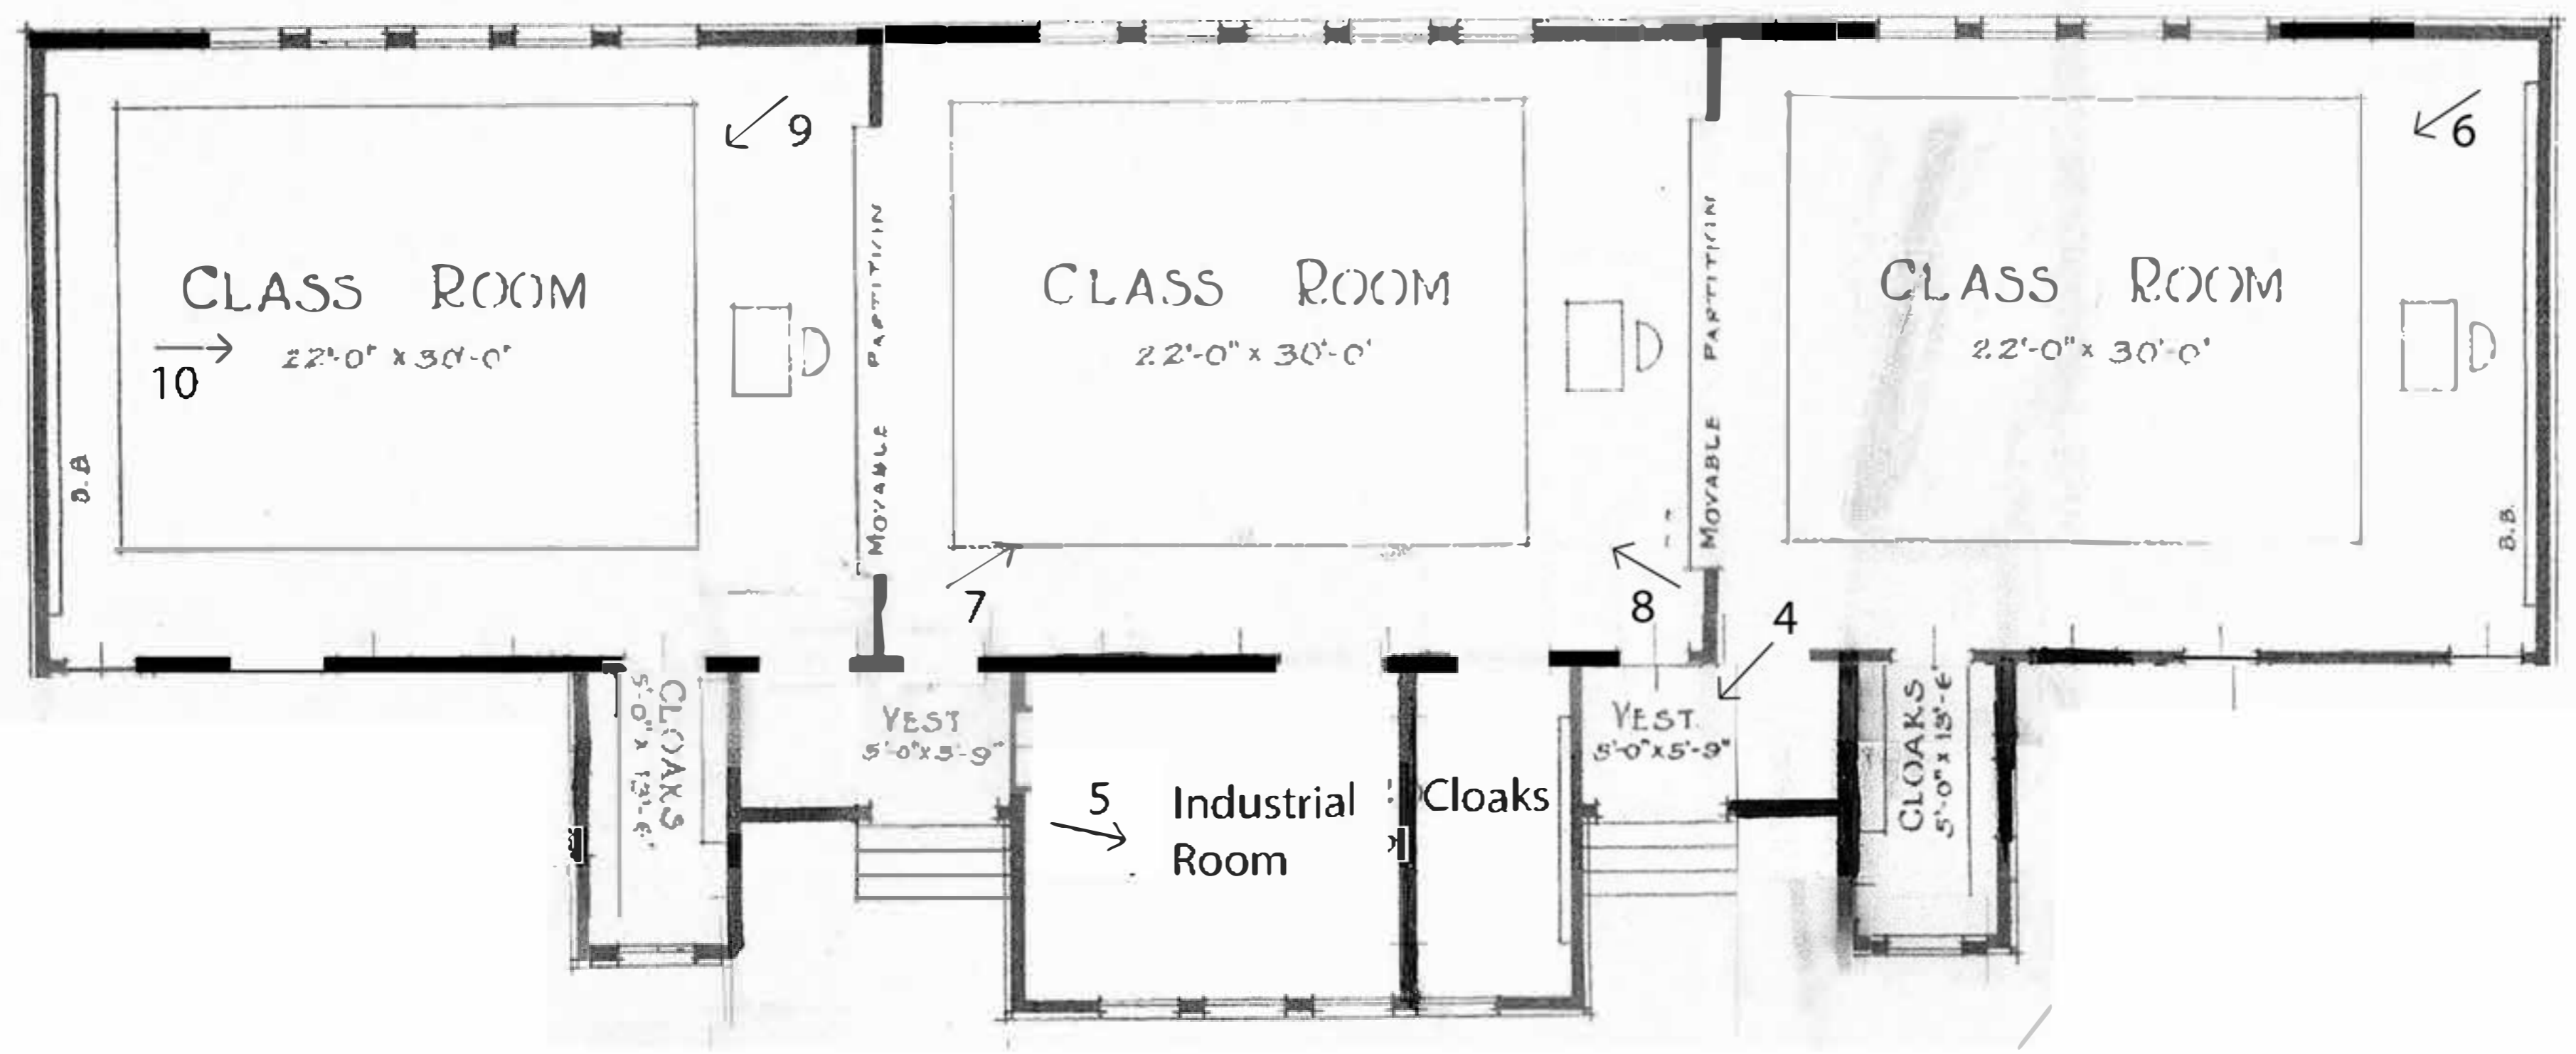 9
6
CLASS ROOM
22'-0" x 30'-0"
10
B.B
MOVABLE PARTITION
CLASS ROOM
22'-0" x 30'-0"
MOVABLE PARTITION
CLASS ROOM
22'-0" x 30'-0"
B.B.
7
8
4
CLOAKS
5'-0" x 13'-6"
VEST
5'-0" x 5'-9"
5
Industrial
Room
Cloaks
VEST.
5'-0" x 5'-9"
CLOAKS
5'-0" x 13'-6"